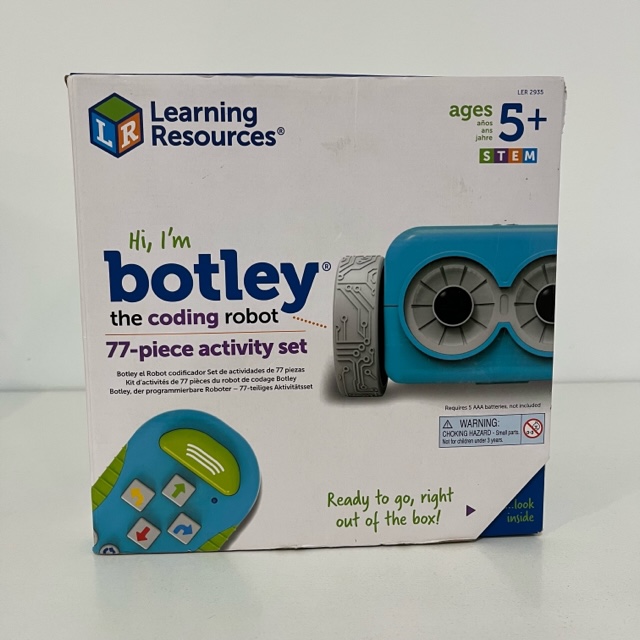 LER 2935
LR
Learning
Resources®
ages
años
ans
jahre
5+
STEM
Hi, I'm
botley®
the coding robot
77-piece activity set
Botley el Robot codificador Set de actividades de 77 piezas
Kit d'activités de 77 pièces du robot de codage Botley
Botley, der programmierbare Roboter – 77-teiliges Aktivitätsset
Requires 5 AAA batteries, not included
WARNING:
CHOKING HAZARD - Small parts.
Not for children under 3 years.
Ready to go, right
out of the box!
...look
inside